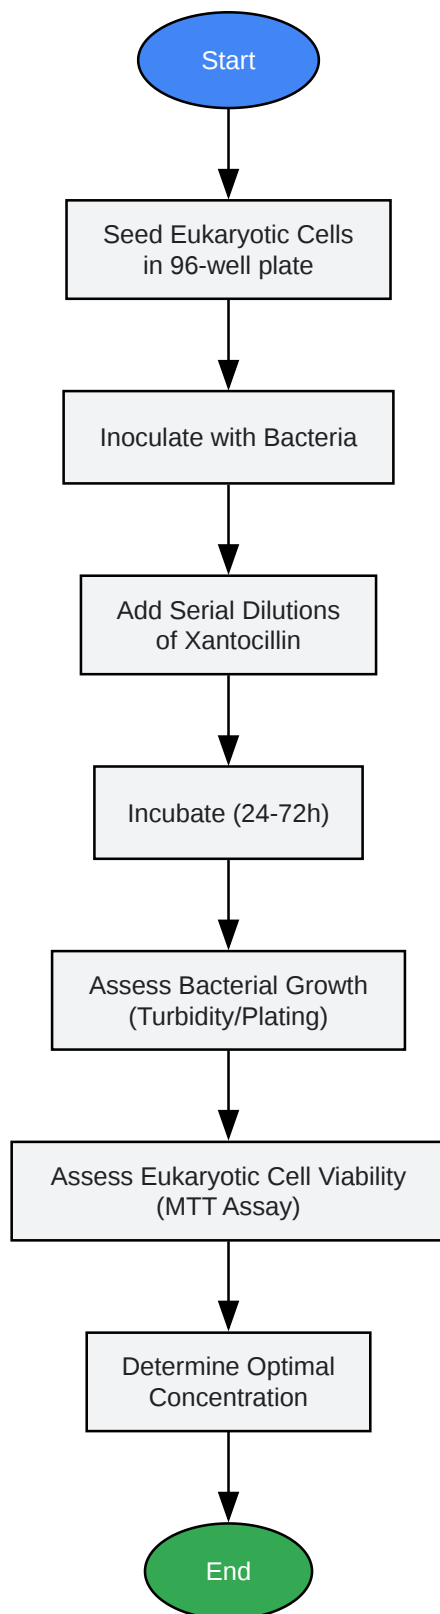 Start
Seed Eukaryotic Cells
in 96-well plate
Inoculate with Bacteria
Add Serial Dilutions
of Xantocillin
Incubate (24-72h)
Assess Bacterial Growth
(Turbidity/Plating)
Assess Eukaryotic Cell Viability
(MTT Assay)
Determine Optimal
Concentration
End